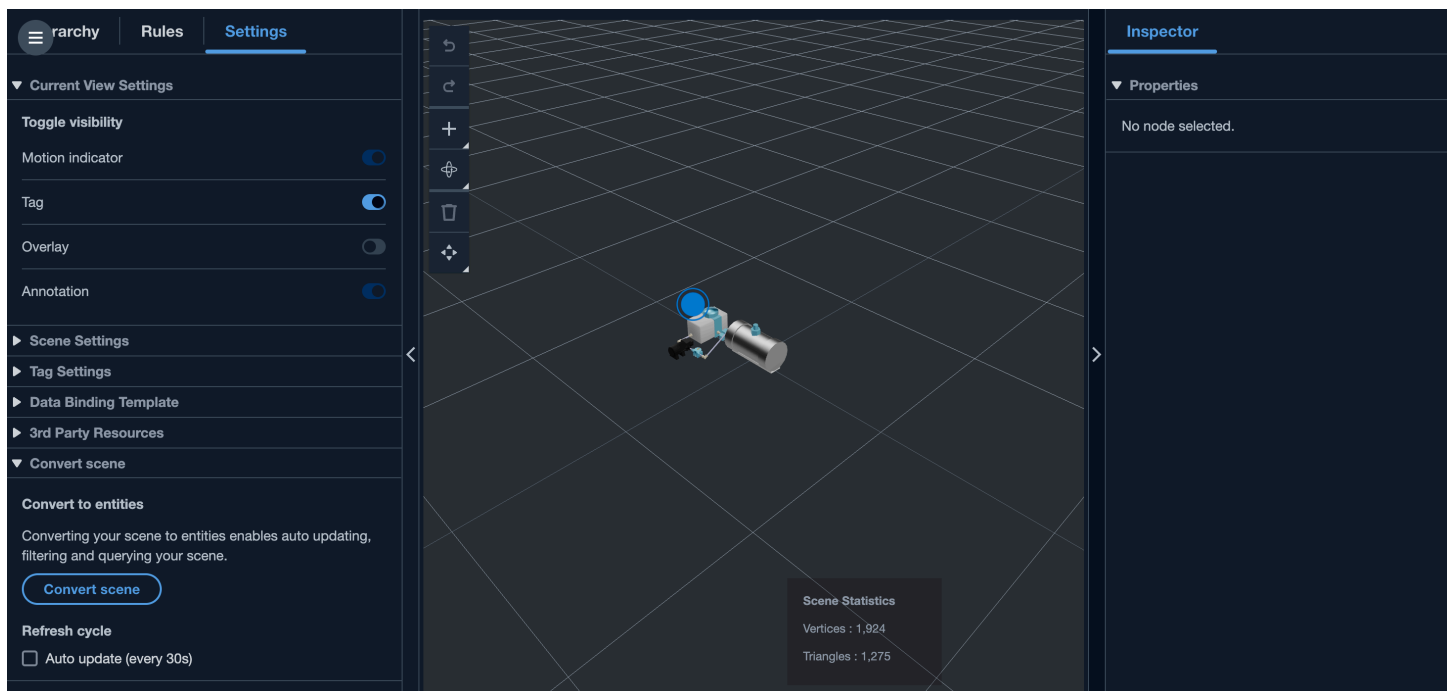 rarchy
Rules
Settings
Current View Settings
Toggle visibility
Motion indicator
Tag
Overlay
Annotation
Scene Settings
Tag Settings
Data Binding Template
3rd Party Resources
Convert scene
Convert to entities
Converting your scene to entities enables auto updating,
filtering and querying your scene.
Convert scene
Refresh cycle
Auto update (every 30s)
Scene Statistics
Vertices : 1,924
Triangles : 1,275
Inspector
Properties
No node selected.